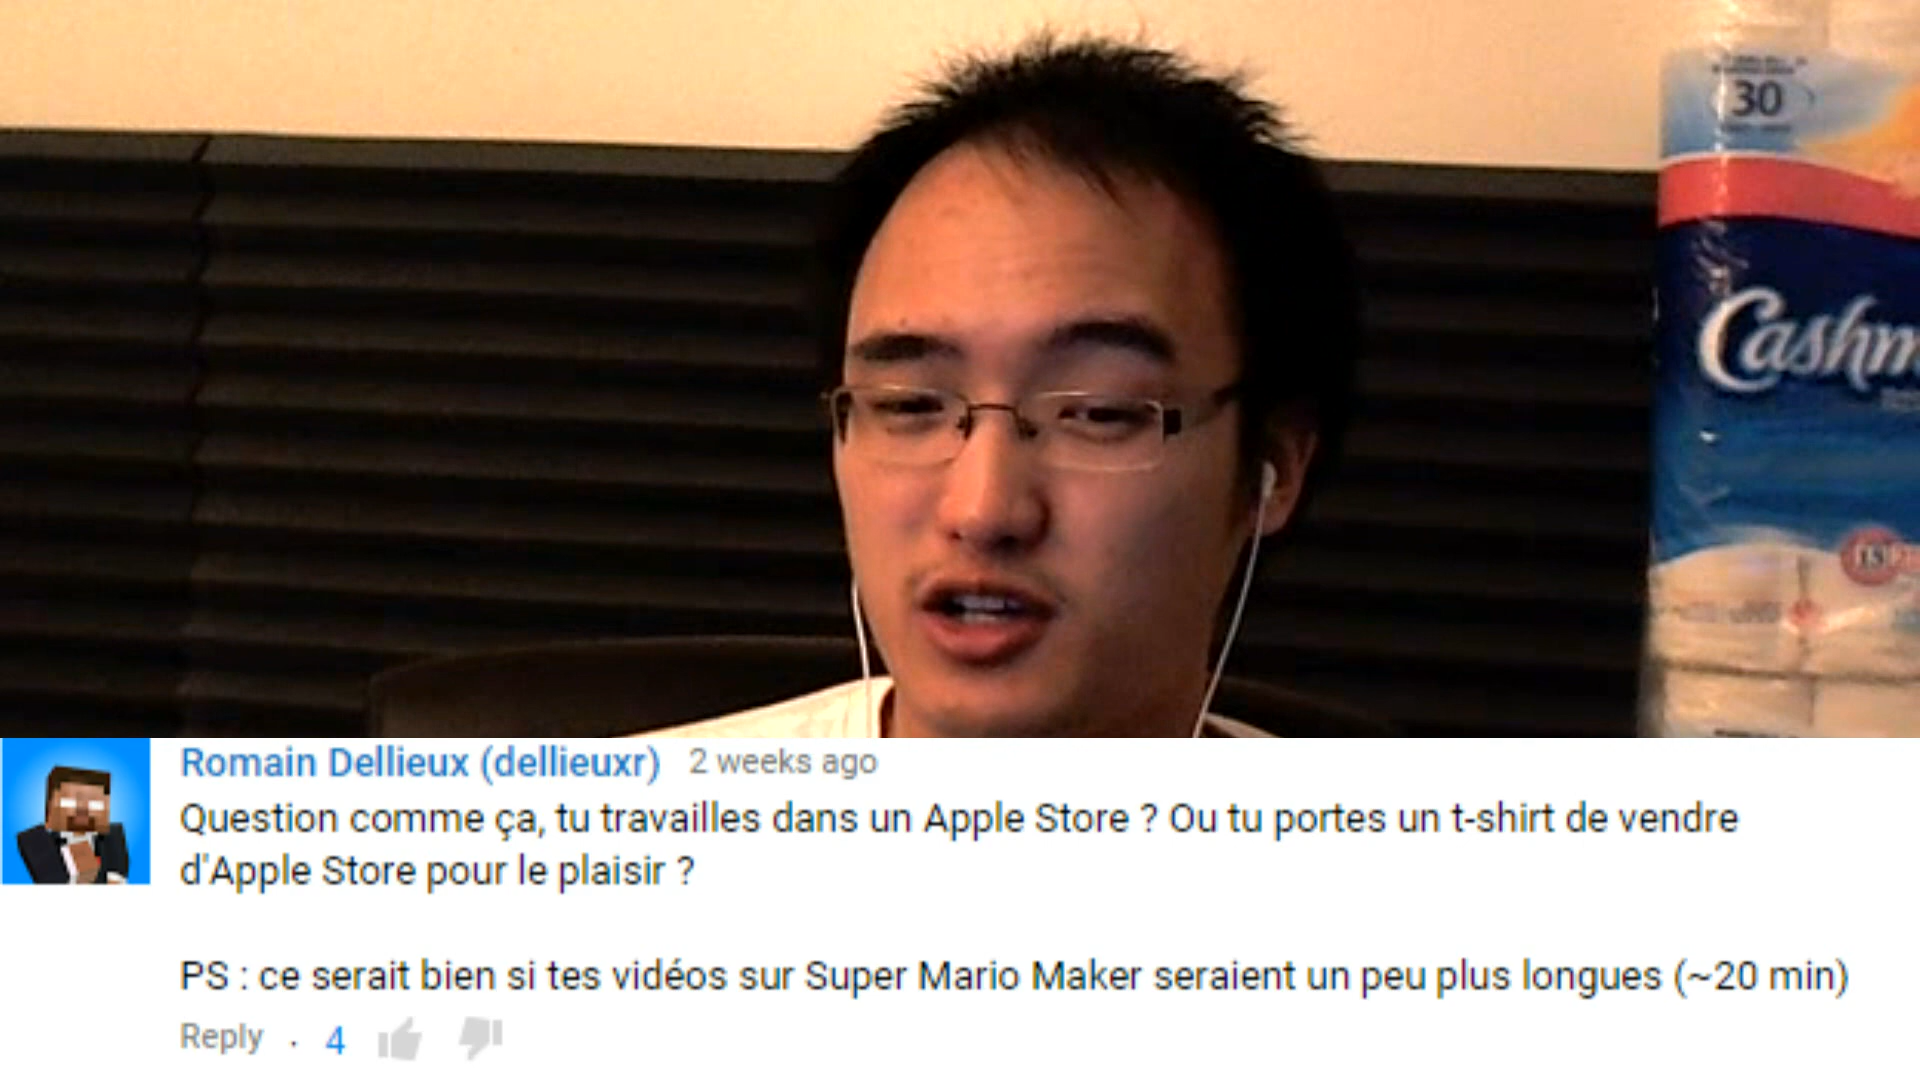 30
Cashm
Romain Dellieux (dellieuxr) 2 weeks ago
Question comme ça, tu travailles dans un Apple Store ? Ou tu portes un t-shirt de vendre
d'Apple Store pour le plaisir ?
PS : ce serait bien si tes vidéos sur Super Mario Maker seraient un peu plus longues (~20 min)
Reply . 4